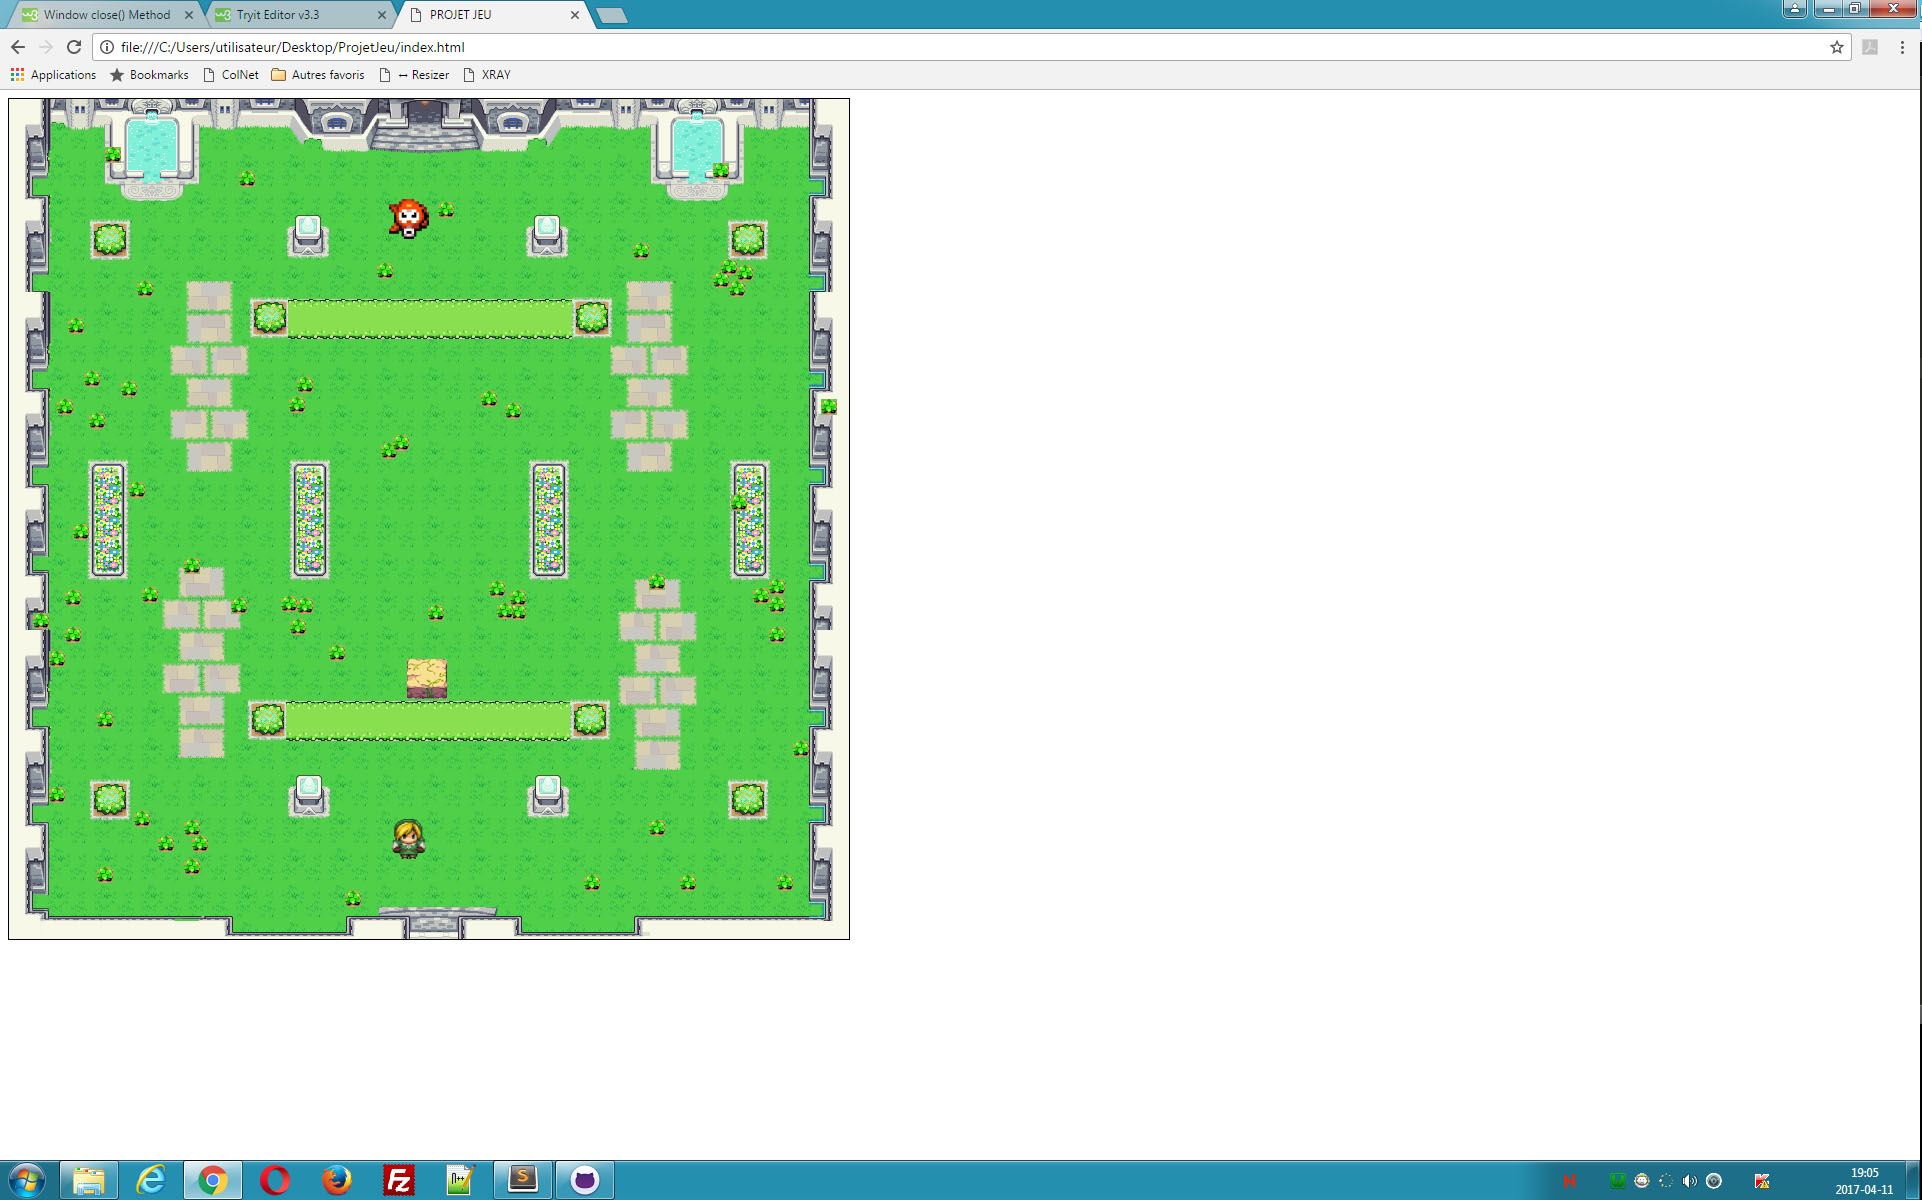 Window close() Method
Tryit Editor v3.3
PROJET JEU
file:///C:/Users/utilisateur/Desktop/ProjetJeu/index.html
Applications
Bookmarks
ColNet
Autres favoris
↔ Resizer
XRAY
19:05
2017-04-11